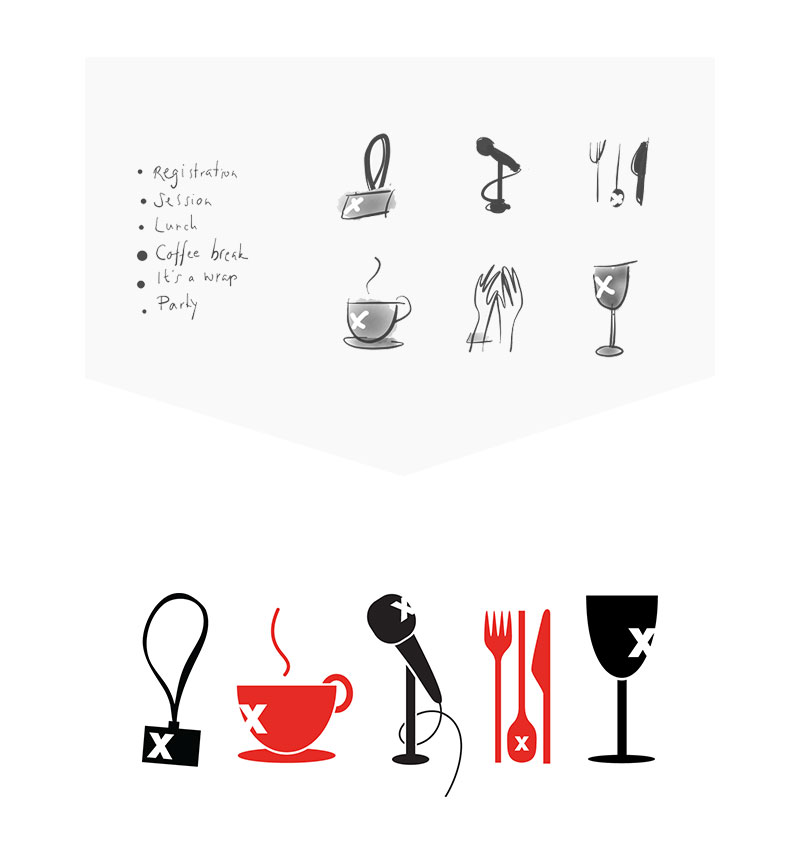 Registration
Session
Lunch
Coffee break
It's a wrap
Party
x
x
x
x
x
x
x
x
x